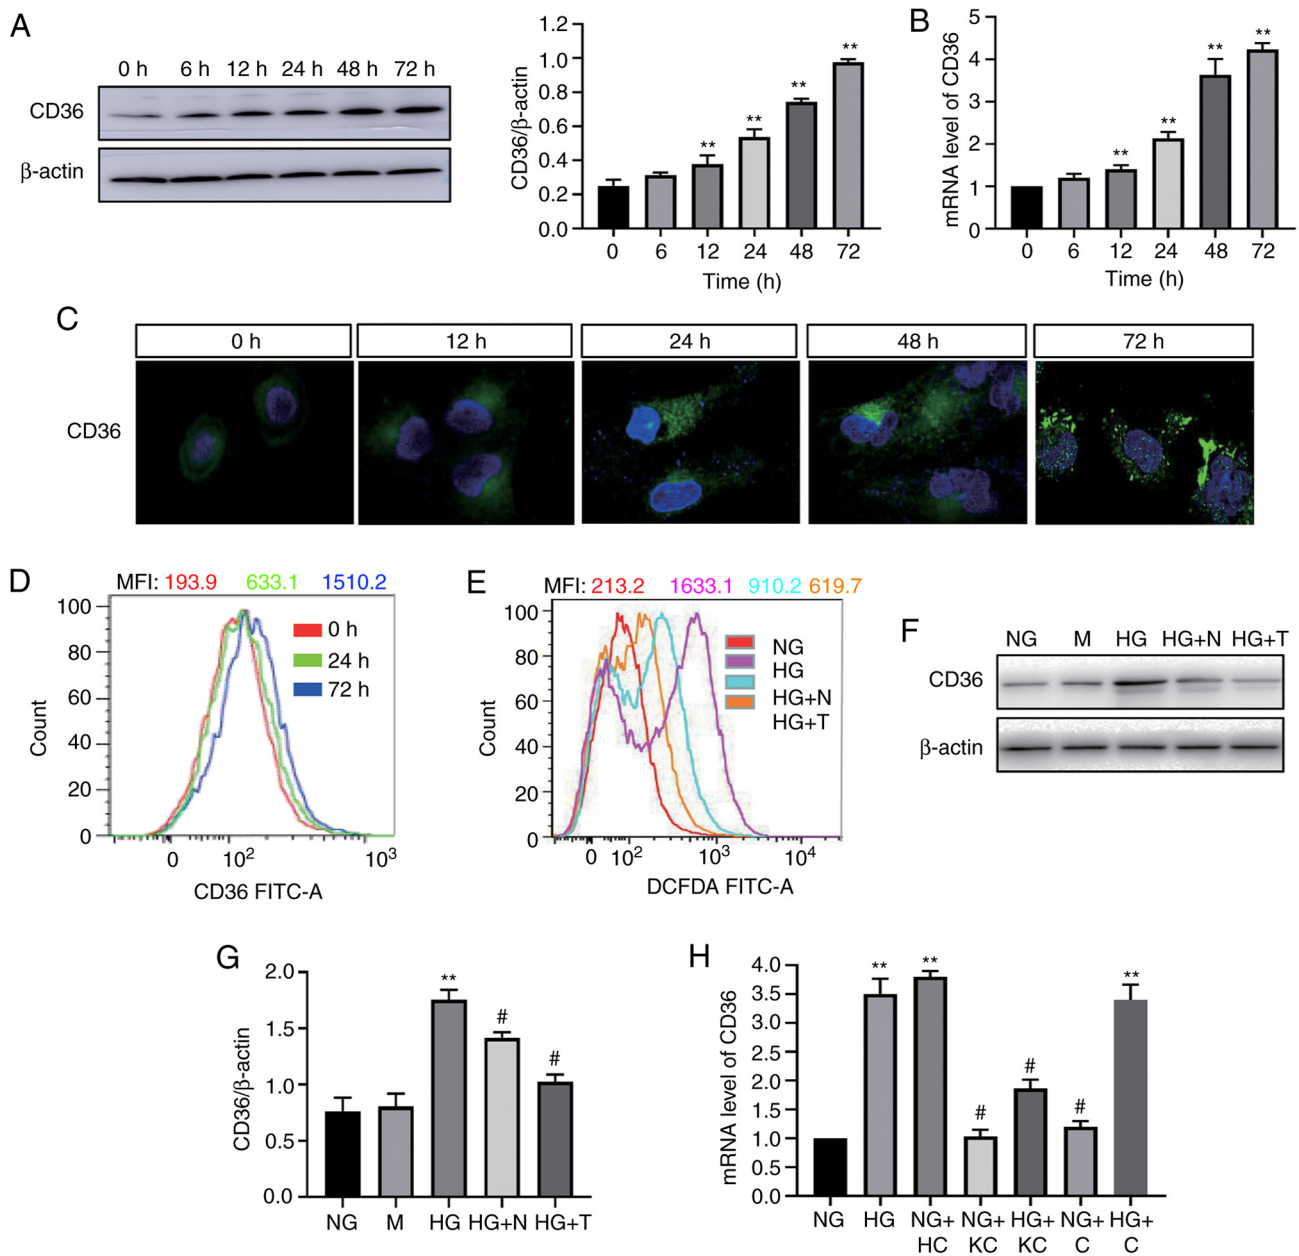 A
0 h 6 h 12 h 24 h 48 h 72 h
CD36
β-actin
CD36/β-actin
1.2
1.0
0.8
0.6
0.4
0.2
0.0
** ** ** **
0 6 12 24 48 72
Time (h)
B
mRNA level of CD36
5
4
3
2
1
0
** ** ** **
0 6 12 24 48 72
Time (h)
C
0 h 12 h 24 h 48 h 72 h
CD36
D
MFI: 193.9 633.1 1510.2
Count
100
80
60
40
20
0
0 h
24 h
72 h
0 10² 10³
CD36 FITC-A
E
MFI: 213.2 1633.1 910.2 619.7
Count
100
80
60
40
20
0
NG
HG
HG+N
HG+T
0 10² 10³ 10⁴
DCFDA FITC-A
F
NG M HG HG+N HG+T
CD36
β-actin
G
CD36/β-actin
2.0
1.5
1.0
0.5
0.0
** # #
NG M HG HG+N HG+T
H
mRNA level of CD36
4.0
3.5
3.0
2.5
2.0
1.5
1.0
0.5
0.0
** ** # # # **
NG HG NG+ NG+ HG+ NG+ HG+
HC KC KC C C